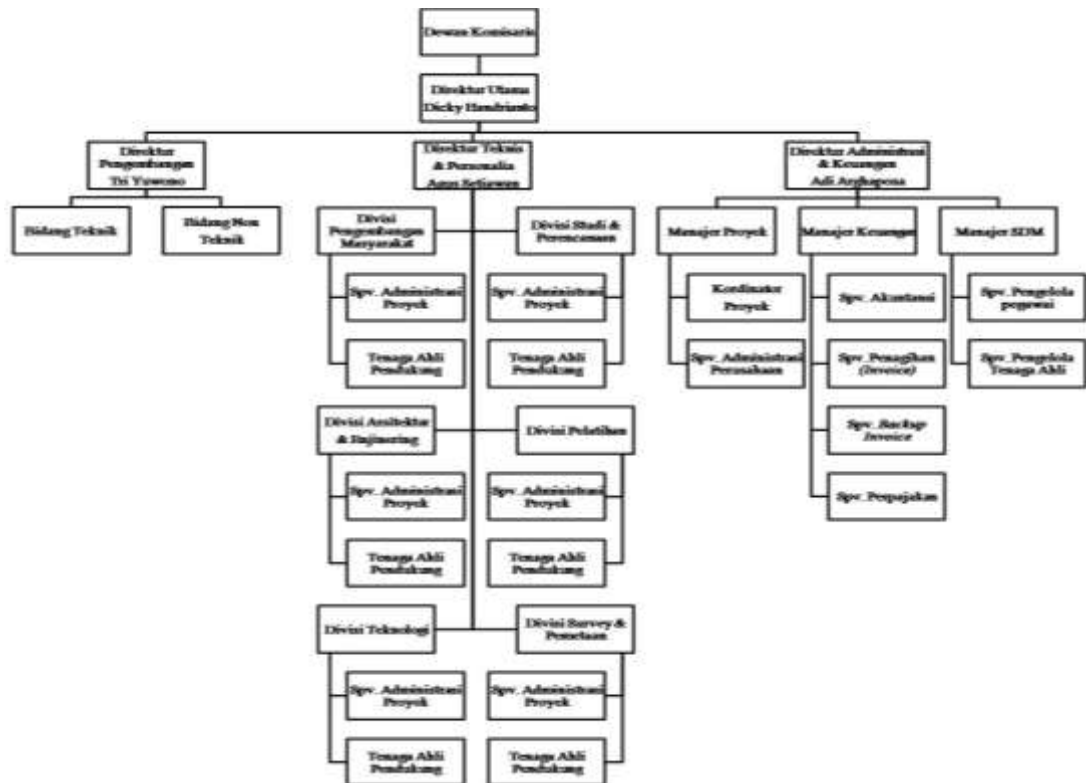 Dewan Komisaris
Direktur Utama
Dicky Handrianto
Direktur
Pengembangan
Tri Yuwono
Direktur Teknis
& Personalia
Agus Setiawan
Direktur Administrasi
& Keuangan
Adi
Bidang Teknik
Bidang Non
Teknik
Divisi
Pengembangan
Masyarakat
Divisi Studi &
Perencanaan
Manajer Proyek
Manajer Keuangan
Manajer SDM
Spv. Administrasi
Proyek
Spv. Administrasi
Proyek
Kordinator
Proyek
Spv. Akuntansi
Spv. Pengelola
pegawai
Tenaga Ahli
Pendukung
Tenaga Ahli
Pendukung
Spv. Administrasi
Perusahaan
Spv. Penagihan
(Invoice)
Spv. Pengelola
Tenaga Ahli
Divisi Arsitektur
& Enjinering
Divisi Pelatihan
Spv. Backup
Invoice
Spv. Administrasi
Proyek
Spv. Administrasi
Proyek
Spv. Perpajakan
Tenaga Ahli
Pendukung
Tenaga Ahli
Pendukung
Divisi Teknologi
Divisi Survey &
Pemetaan
Spv. Administrasi
Proyek
Spv. Administrasi
Proyek
Tenaga Ahli
Pendukung
Tenaga Ahli
Pendukung